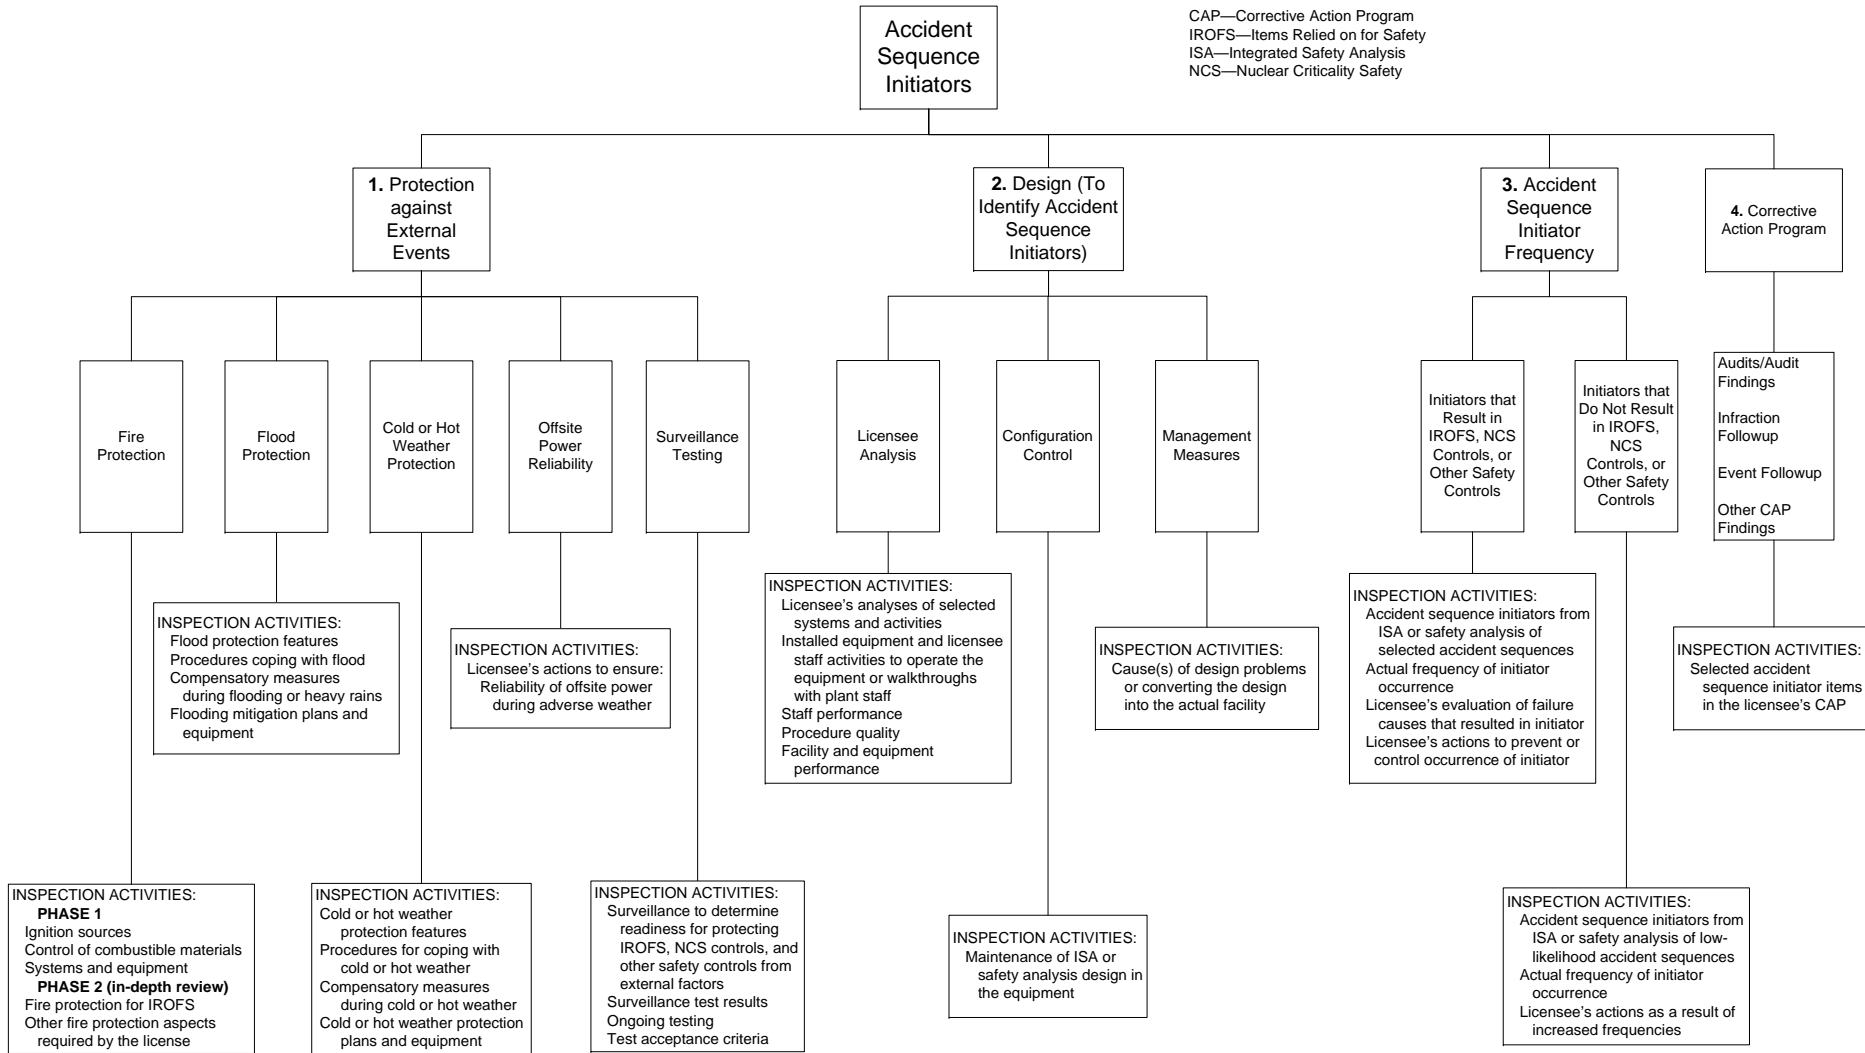 Accident
Sequence
Initiators
CAP—Corrective Action Program
IROFS—Items Relied on for Safety
ISA—Integrated Safety Analysis
NCS—Nuclear Criticality Safety
1. Protection
against
External
Events
2. Design (To
Identify Accident
Sequence
Initiators)
3. Accident
Sequence
Initiator
Frequency
4. Corrective
Action Program
Fire
Protection
Flood
Protection
Cold or Hot
Weather
Protection
Offsite
Power
Reliability
Surveillance
Testing
Licensee
Analysis
Configuration
Control
Management
Measures
Initiators that
Result in
IROFS, NCS
Controls, or
Other Safety
Controls
Initiators that
Do Not Result
in IROFS,
NCS
Controls, or
Other Safety
Controls
Audits/Audit
Findings
Infraction
Followup
Event Followup
Other CAP
Findings
INSPECTION ACTIVITIES:
Flood protection features
Procedures coping with flood
Compensatory measures
during flooding or heavy rains
Flooding mitigation plans and
equipment
INSPECTION ACTIVITIES:
Licensee's actions to ensure:
Reliability of offsite power
during adverse weather
INSPECTION ACTIVITIES:
Licensee's analyses of selected
systems and activities
Installed equipment and licensee
staff activities to operate the
equipment or walkthroughs
with plant staff
Staff performance
Procedure quality
Facility and equipment
performance
INSPECTION ACTIVITIES:
Cause(s) of design problems
or converting the design
into the actual facility
INSPECTION ACTIVITIES:
Accident sequence initiators from
ISA or safety analysis of
selected accident sequences
Actual frequency of initiator
occurrence
Licensee's evaluation of failure
causes that resulted in initiator
Licensee's actions to prevent or
control occurrence of initiator
INSPECTION ACTIVITIES:
Selected accident
sequence initiator items
in the licensee's CAP
INSPECTION ACTIVITIES:
PHASE 1
Ignition sources
Control of combustible materials
Systems and equipment
PHASE 2 (in-depth review)
Fire protection for IROFS
Other fire protection aspects
required by the license
INSPECTION ACTIVITIES:
Cold or hot weather
protection features
Procedures for coping with
cold or hot weather
Compensatory measures
during cold or hot weather
Cold or hot weather protection
plans and equipment
INSPECTION ACTIVITIES:
Surveillance to determine
readiness for protecting
IROFS, NCS controls, and
other safety controls from
external factors
Surveillance test results
Ongoing testing
Test acceptance criteria
INSPECTION ACTIVITIES:
Maintenance of ISA or
safety analysis design in
the equipment
INSPECTION ACTIVITIES:
Accident sequence initiators from
ISA or safety analysis of low-
likelihood accident sequences
Actual frequency of initiator
occurrence
Licensee's actions as a result of
increased frequencies